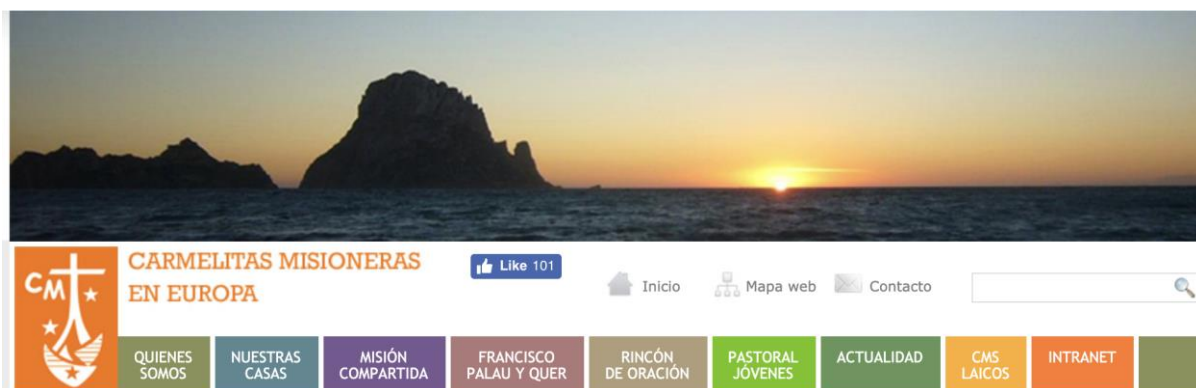 CM
CARMELITAS MISIONERAS
EN EUROPA
Like 101
Inicio
Mapa web
Contacto
QUIENES
SOMOS
NUESTRAS
CASAS
MISIÓN
COMPARTIDA
FRANCISCO
PALAU Y QUER
RINCÓN
DE ORACIÓN
PASTORAL
JÓVENES
ACTUALIDAD
CMS
LAICOS
INTRANET